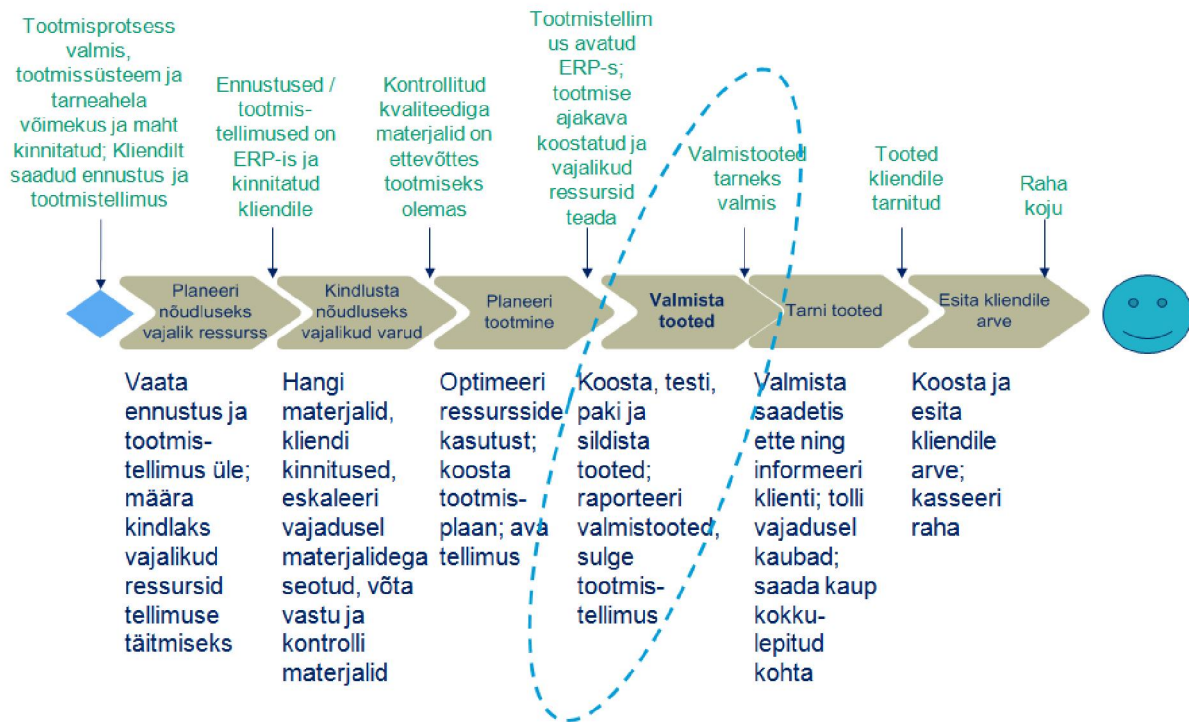 Tootmisprotsess
valmis,
tootmissüsteem ja
tarneahela
võimekus ja maht
kinnitatud; Kliendilt
saadud ennustus ja
tootmistellimus
Ennustused /
tootmis-
tellimused on
ERP-is ja
kinnitatud
kliendile
Kontrollitud
kvaliteediga
materjalid on
ettevõttes
tootmiseks
olemas
Tootmistellim
us avatud
ERP-s;
tootmise
ajakava
koostatud ja
vajalikud
ressursid
teada
Valmistooted
tarneks
valmis
Tooted
kliendile
tarnitud
Raha
koju
Planeeri
nõudluseks
vajalik ressurss
Kindlusta
nõudluseks
vajalikud varud
Planeeri
tootmine
Valmista
tooted
Tarni tooted
Esita kliendile
arve
Vaata
ennustus ja
tootmis-
tellimus üle;
määra
kindlaks
vajalikud
ressursid
tellimuse
täitmiseks
Hangi
materjalid,
kliendi
kinnitused,
eskaleeri
vajadusel
materjalidega
seotud, võta
vastu ja
kontrolli
materjalid
Optimeeri
ressursside
kasutust;
koosta
tootmis-
plaan; ava
tellimus
Koosta, testi,
paki ja
sildista
tooted;
raporteeri
valmistooted,
sulge
tootmis-
tellimus
Valmista
saadetis
ette ning
informeeri
klienti; tolli
vajadusel
kaubad;
saada kaup
kokku-
lepitud
kohta
Koosta ja
esita
kliendile
arve;
kasseeri
raha